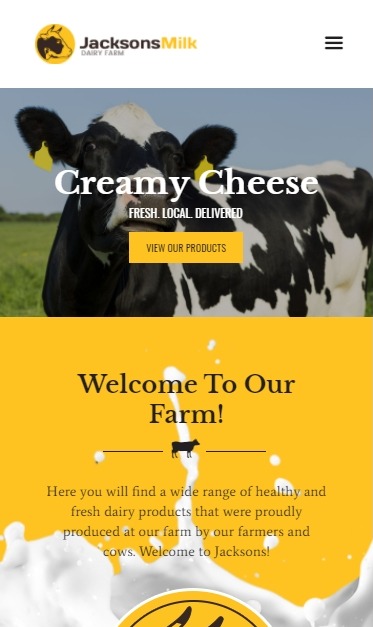 JacksonsMilk
DAIRY FARM
Creamy Cheese
FRESH. LOCAL. DELIVERED
VIEW OUR PRODUCTS
Welcome To Our
Farm!
Here you will find a wide range of healthy and
fresh dairy products that were proudly
produced at our farm by our farmers and
cows. Welcome to Jacksons!